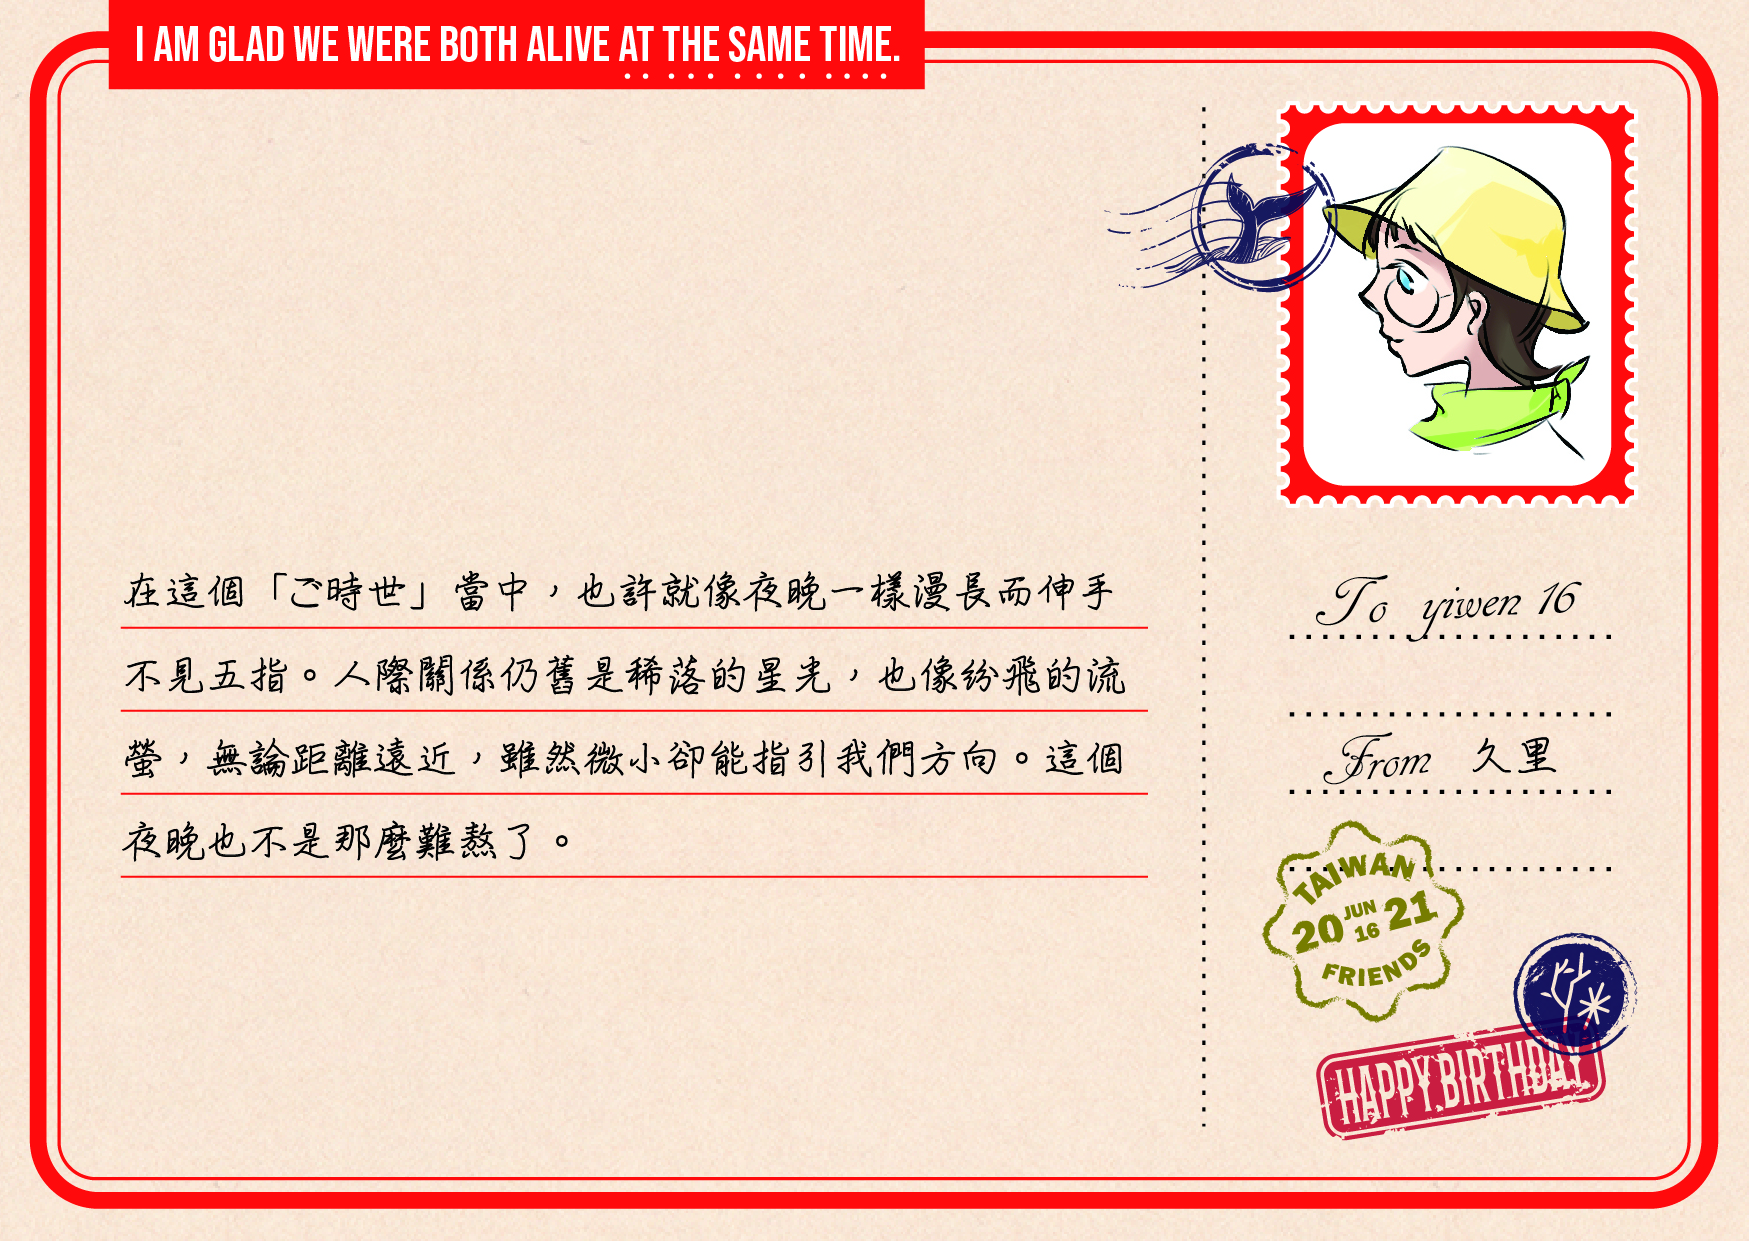 I AM GLAD WE WERE BOTH ALIVE AT THE SAME TIME.
在這個「ご時世」當中，也許就像夜晚一樣漫長而伸手
不見五指。人際關係仍舊是稀落的星光，也像紛飛的流
螢，無論距離遠近，雖然微小卻能指引我們方向。這個
夜晚也不是那麼難熬了。
To yiwen 16
From 久里
TAIWAN
20 JUN 16 21
FRIENDS
HAPPY BIRTHDAY